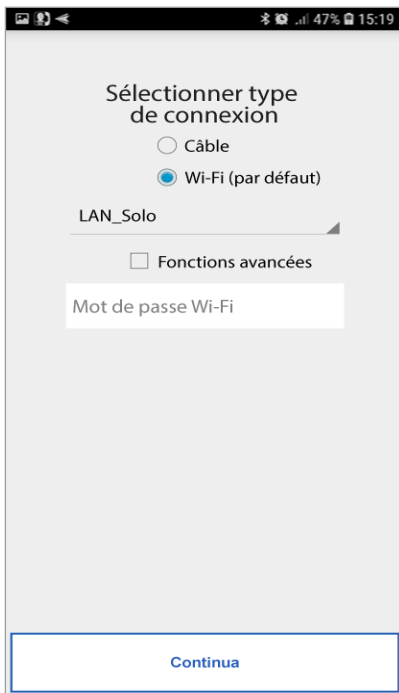 47% 15:19
Sélectionner type
de connexion
Câble
Wi-Fi (par défaut)
LAN_Solo
Fonctions avancées
Mot de passe Wi-Fi
Continua